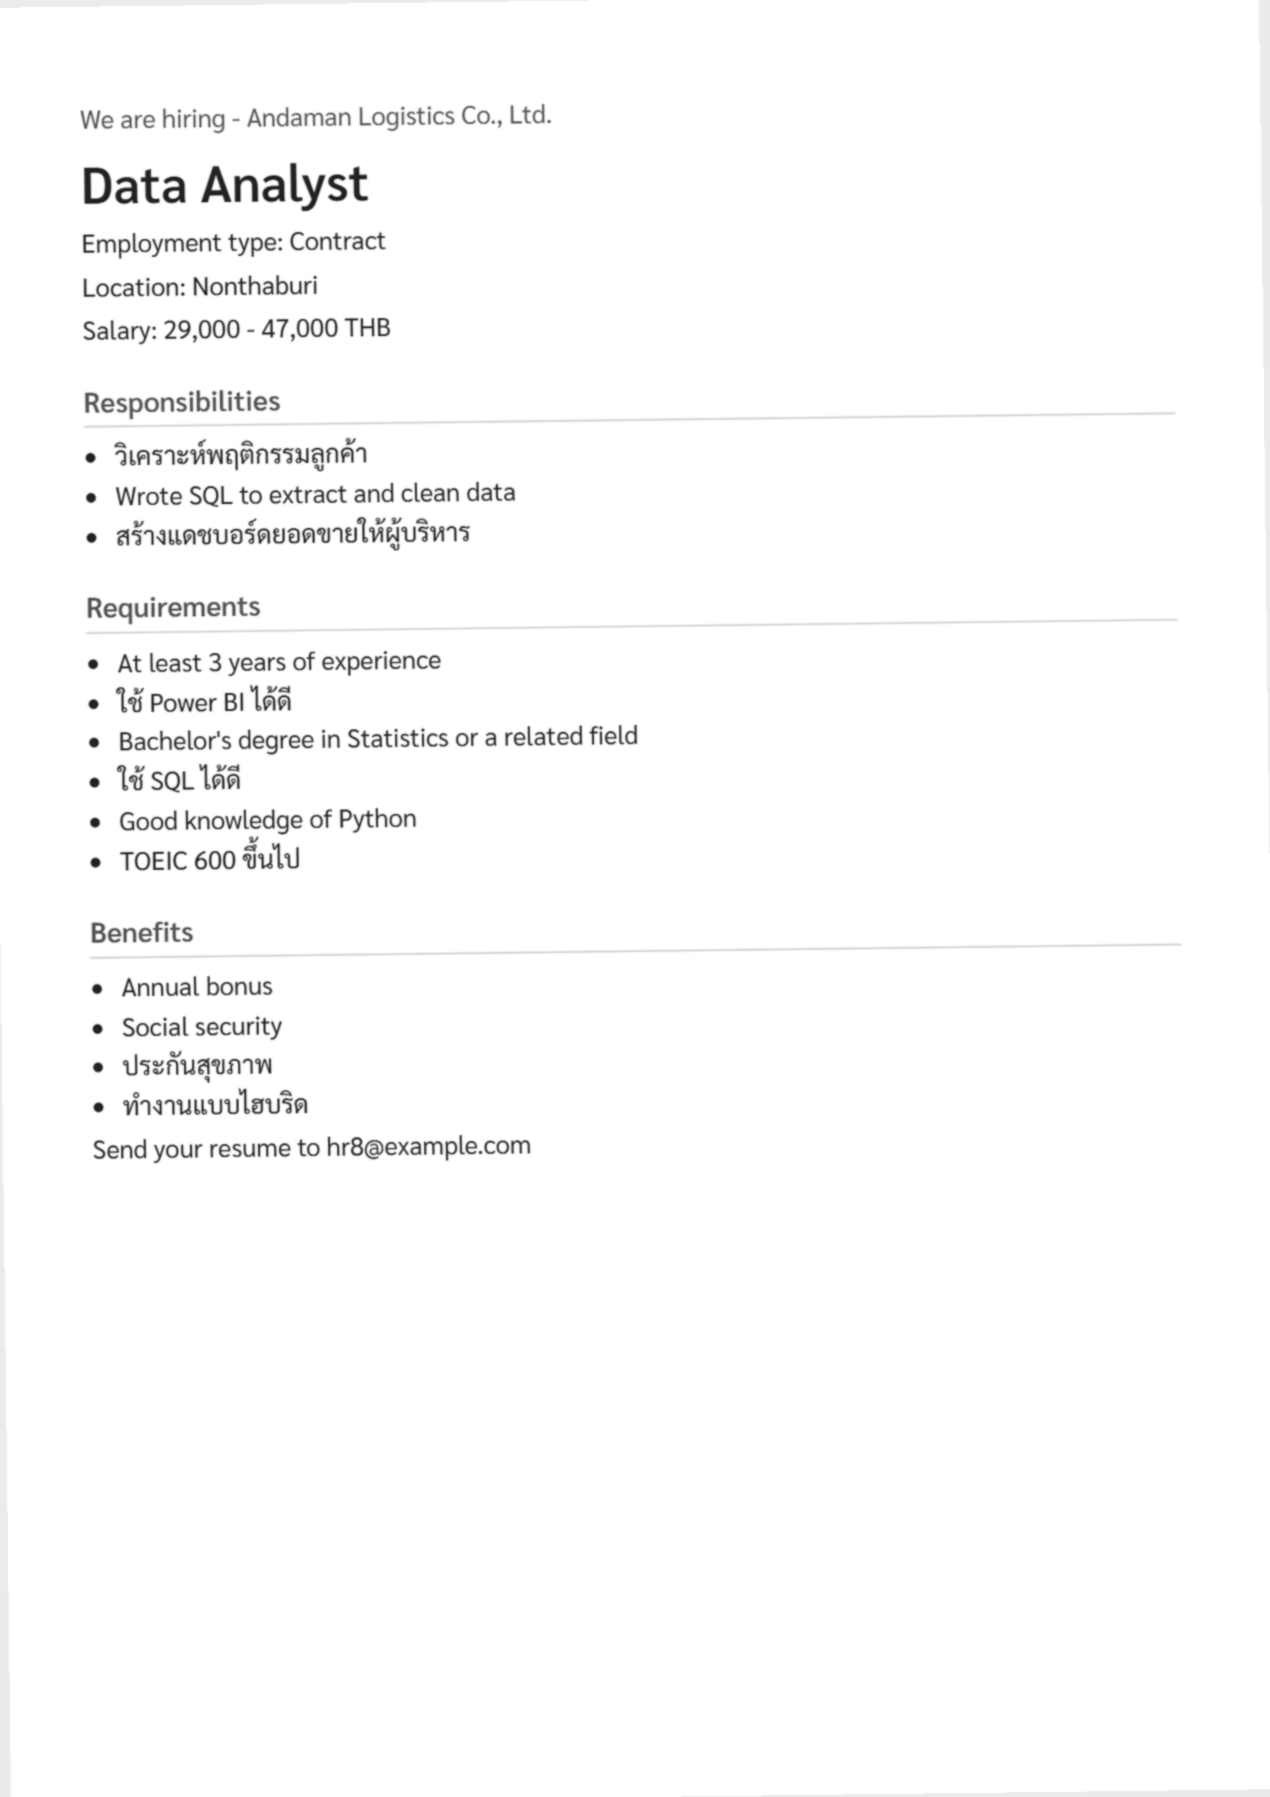 We are hiring - Andaman Logistics Co., Ltd.
Data Analyst
Employment type: Contract
Location: Nonthaburi
Salary: 29,000 - 47,000 THB
Responsibilities
• วิเคราะห์พฤติกรรมลูกค้า
• Wrote SQL to extract and clean data
• สร้างแดชบอร์ดยอดขายให้ผู้บริหาร
Requirements
• At least 3 years of experience
• ใช้ Power BI ได้ดี
• Bachelor's degree in Statistics or a related field
• ใช้ SQL ได้ดี
• Good knowledge of Python
• TOEIC 600 ขึ้นไป
Benefits
• Annual bonus
• Social security
• ประกันสุขภาพ
• ทำงานแบบไฮบริด
Send your resume to hr8@example.com